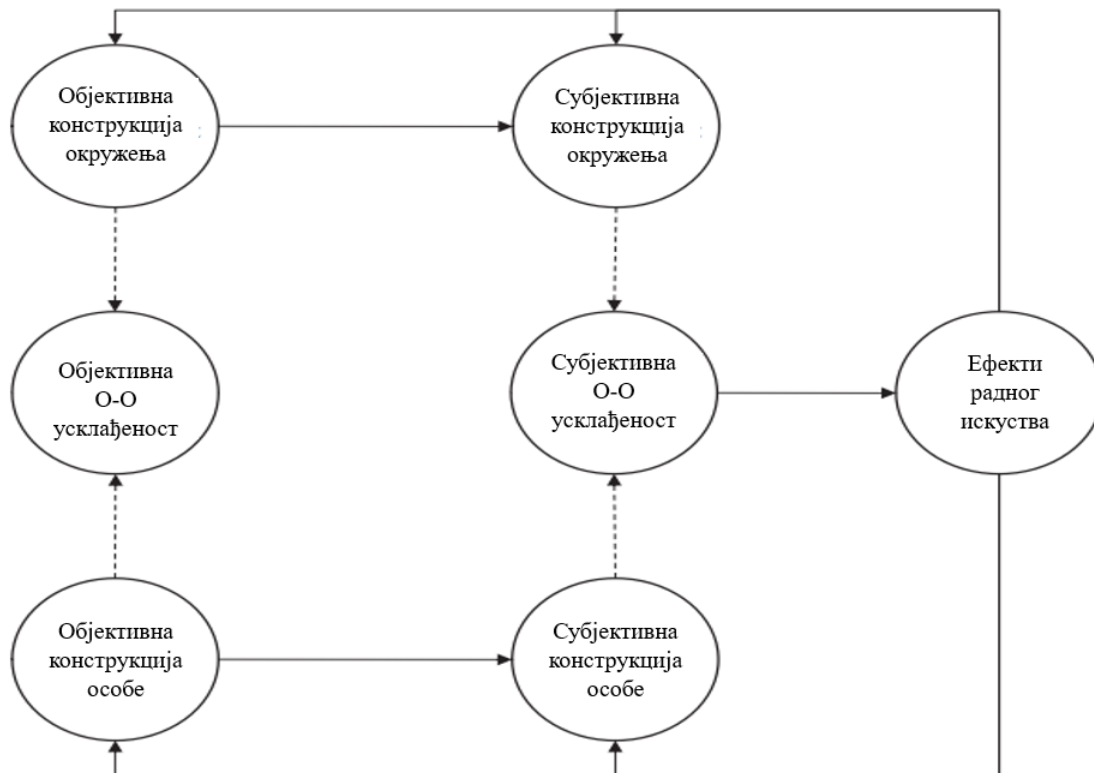 Објективна
конструкција
окружења
Субјективна
конструкција
окружења
Објективна
О-О
усклађеност
Субјективна
О-О
усклађеност
Ефекти
радног
искуства
Објективна
конструкција
особе
Субјективна
конструкција
особе